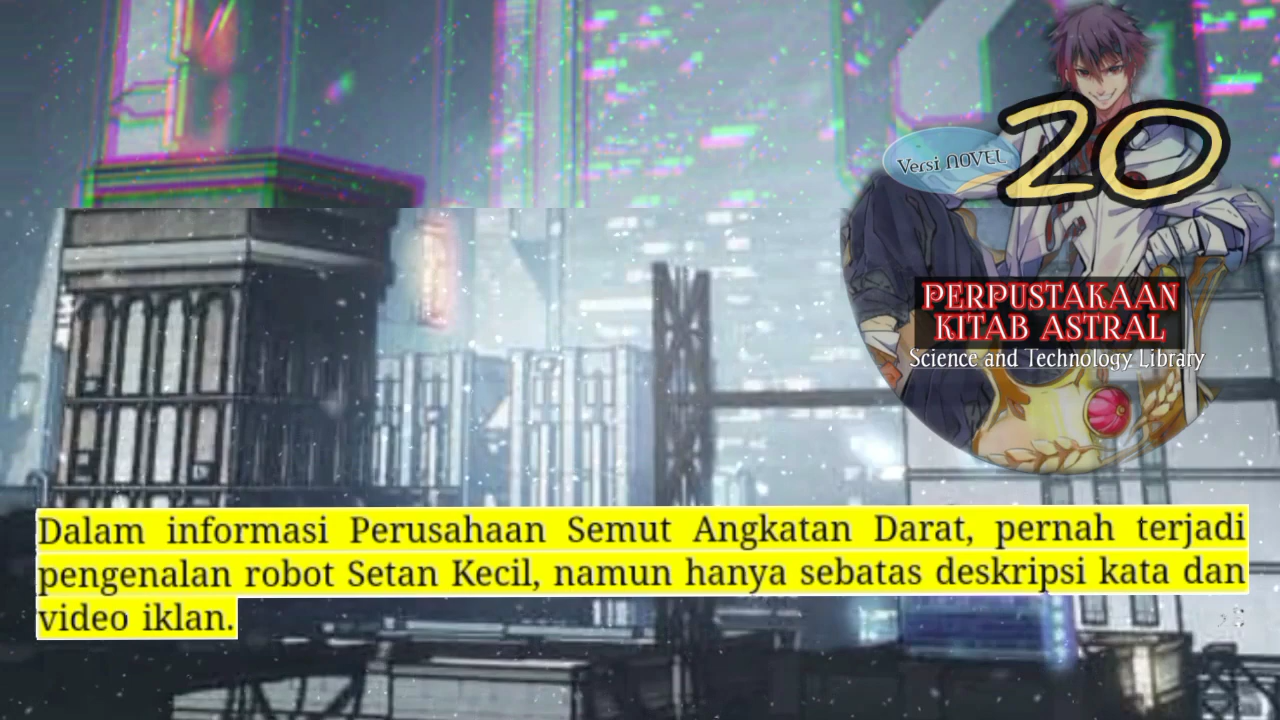 Versi NOVEL
20
PERPUSTAKAAN
KITAB ASTRAL
Science and Technology Library
Dalam informasi Perusahaan Semut Angkatan Darat, pernah terjadi
pengenalan robot Setan Kecil, namun hanya sebatas deskripsi kata dan
video iklan.